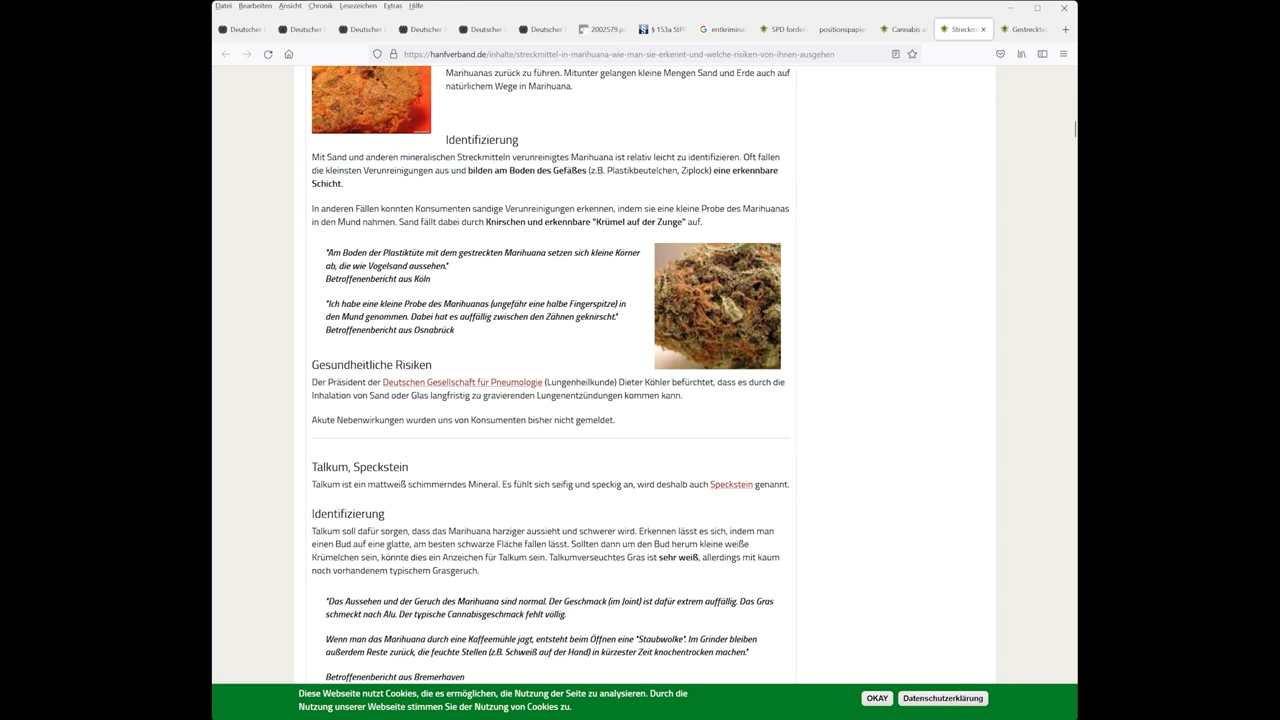 Datei Bearbeiten Ansicht Chronik Lesezeichen Extras Hilfe
Deutscher Deutscher Deutscher Deutscher Deutscher Deutscher 2002579.p § 153a StPO entkriminal SPD forder positionspapie Cannabis al Streckm Gestreckte
https://hanfverband.de/inhalte/streckmittel-in-marihuana-wie-man-sie-erkennt-und-welche-risiken-von-ihnen-ausgehen
Marihuanas zurück zu führen. Mitunter gelangen kleine Mengen Sand und Erde auch auf
natürlichem Wege in Marihuana.
Identifizierung
Mit Sand und anderen mineralischen Streckmitteln verunreinigtes Marihuana ist relativ leicht zu identifizieren. Oft fallen
die kleinsten Verunreinigungen aus und bilden am Boden des Gefäßes (z.B. Plastikbeutelchen, Ziplock) eine erkennbare
Schicht.
In anderen Fällen konnten Konsumenten sandige Verunreinigungen erkennen, indem sie eine kleine Probe des Marihuanas
in den Mund nahmen. Sand fällt dabei durch Knirschen und erkennbare "Krümel auf der Zunge" auf.
"Am Boden der Plastiktüte mit dem gestreckten Marihuana setzen sich kleine Körner
ab, die wie Vogelsand aussehen."
Betroffenenbericht aus Köln
"Ich habe eine kleine Probe des Marihuanas (ungefähr eine halbe Fingerspitze) in
den Mund genommen. Dabei hat es auffällig zwischen den Zähnen geknirscht."
Betroffenenbericht aus Osnabrück
Gesundheitliche Risiken
Der Präsident der Deutschen Gesellschaft für Pneumologie (Lungenheilkunde) Dieter Köhler befürchtet, dass es durch die
Inhalation von Sand oder Glas langfristig zu gravierenden Lungenentzündungen kommen kann.
Akute Nebenwirkungen wurden uns von Konsumenten bisher nicht gemeldet.
Talkum, Speckstein
Talkum ist ein mattweiß schimmerndes Mineral. Es fühlt sich seifig und speckig an, wird deshalb auch Speckstein genannt.
Identifizierung
Talkum soll dafür sorgen, dass das Marihuana harziger aussieht und schwerer wird. Erkennen lässt es sich, indem man
einen Bud auf eine glatte, am besten schwarze Fläche fallen lässt. Sollten dann um den Bud herum kleine weiße
Krümelchen sein, könnte dies ein Anzeichen für Talkum sein. Talkumverseuchtes Gras ist sehr weiß, allerdings mit kaum
noch vorhandenem typischem Grasgeruch.
"Das Aussehen und der Geruch des Marihuana sind normal. Der Geschmack (im Joint) ist dafür extrem auffällig. Das Gras
schmeckt nach Alu. Der typische Cannabisgeschmack fehlt völlig.
Wenn man das Marihuana durch eine Kaffeemühle jagt, entsteht beim Öffnen eine "Staubwolke". Im Grinder bleiben
außerdem Reste zurück, die feuchte Stellen (z.B. Schweiß auf der Hand) in kürzester Zeit knochentrocken machen."
Betroffenenbericht aus Bremerhaven
Diese Webseite nutzt Cookies, die es ermöglichen, die Nutzung der Seite zu analysieren. Durch die
Nutzung unserer Webseite stimmen Sie der Nutzung von Cookies zu.
OKAY Datenschutzerklärung